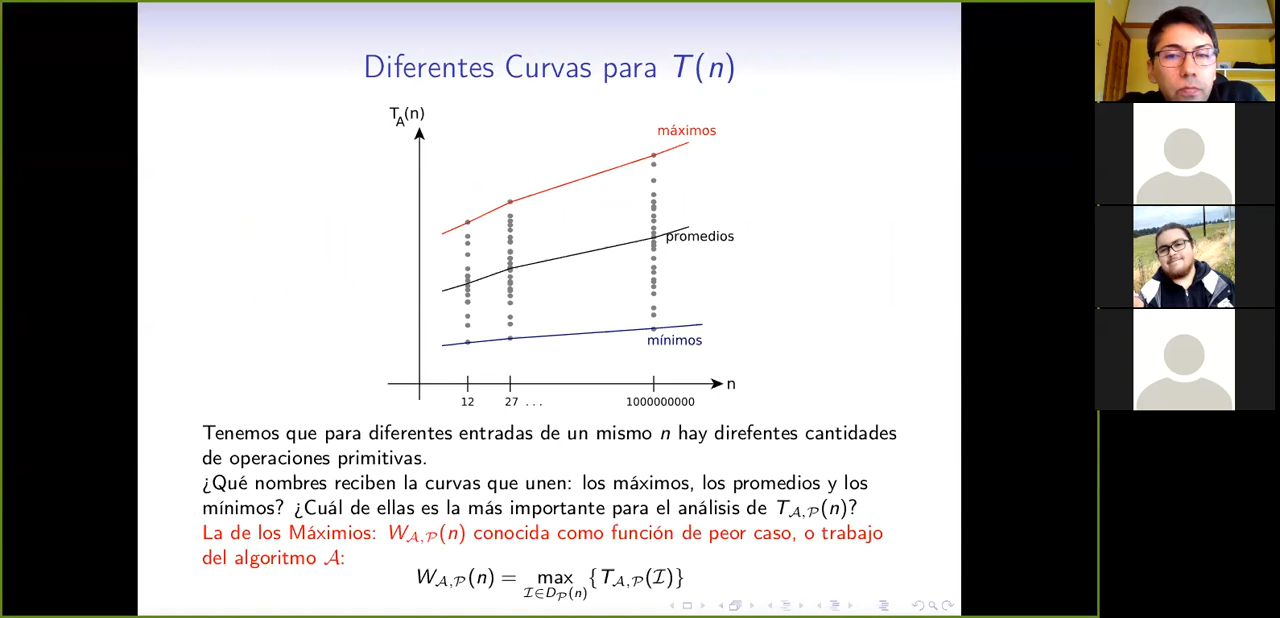 Diferentes Curvas para T(n)
T_A(n)
máximos
promedios
mínimos
n
12 27 ... 1000000000
Tenemos que para diferentes entradas de un mismo n hay direfentes cantidades
de operaciones primitivas.
¿Qué nombres reciben la curvas que unen: los máximos, los promedios y los
mínimos? ¿Cuál de ellas es la más importante para el análisis de T_{𝒜,𝒫}(n)?
La de los Máximios: W_{𝒜,𝒫}(n) conocida como función de peor caso, o trabajo
del algoritmo 𝒜:
W_{𝒜,𝒫}(n) = max_{ℐ∈D_𝒫(n)} {T_{𝒜,𝒫}(ℐ)}